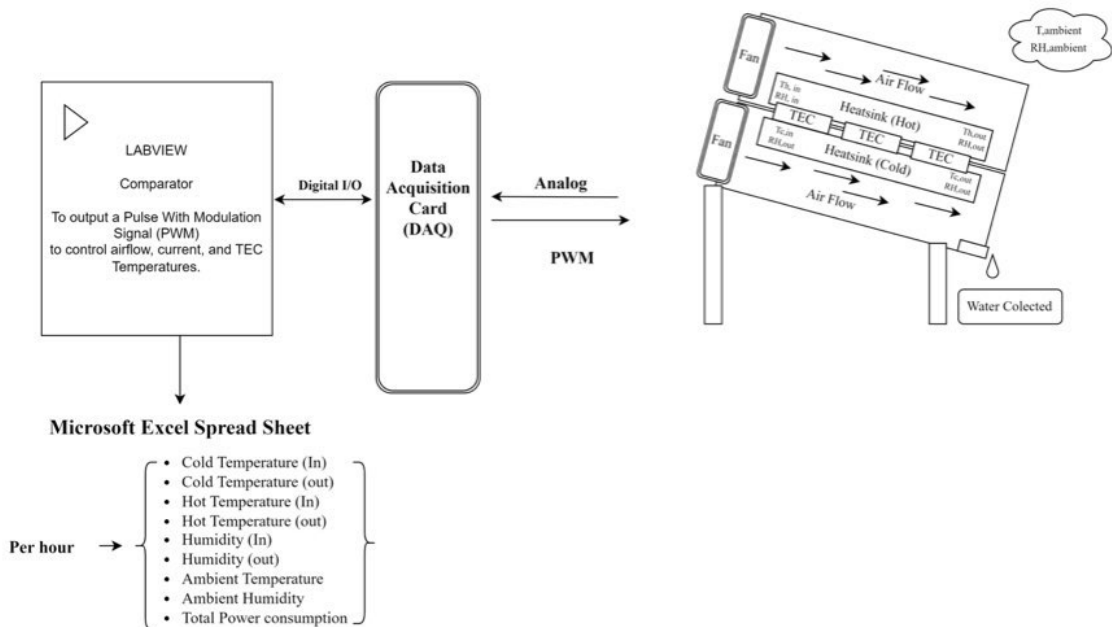 LABVIEW
Comparator
To output a Pulse With Modulation
Signal (PWM)
to control airflow, current, and TEC
Temperatures.
Digital I/O
Data
Acquisition
Card
(DAQ)
Analog
PWM
T,ambient
RH,ambient
Fan
Air Flow
Th, in
RH, in
Heatsink (Hot)
Th,out
RH,out
TEC
TEC
TEC
Fan
Tc,in
RH,out
Heatsink (Cold)
Tc,out
RH,out
Air Flow
Water Colected
Microsoft Excel Spread Sheet
Per hour
• Cold Temperature (In)
• Cold Temperature (out)
• Hot Temperature (In)
• Hot Temperature (out)
• Humidity (In)
• Humidity (out)
• Ambient Temperature
• Ambient Humidity
• Total Power consumption